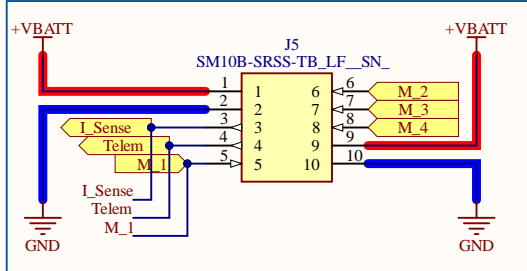 +VBATT
+VBATT
J5
SM10B-SRSS-TB_LF__SN_
1 1 6 6 M_2
2 2 7 7 M_3
I_Sense 3 3 8 8 M_4
Telem 4 4 9 9
M_1 5 5 10 10
I_Sense
Telem
M_1
GND
GND